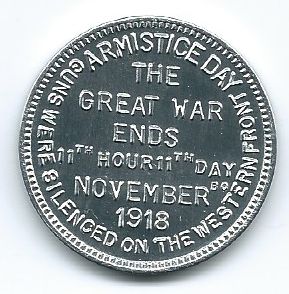 ARMISTICE DAY
THE
GREAT WAR
ENDS
11TH HOUR 11TH DAY
NOVEMBER
1918
GUNS WERE SILENCED ON THE WESTERN FRONT